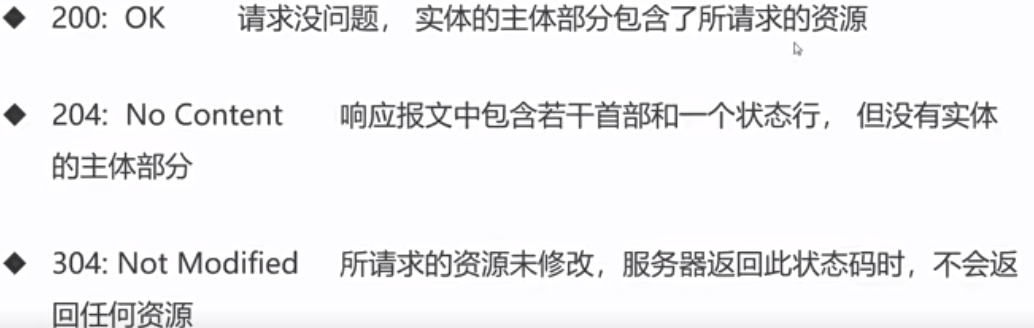 ◆ 200: OK 请求没问题， 实体的主体部分包含了所请求的资源
◆ 204: No Content 响应报文中包含若干首部和一个状态行， 但没有实体
的主体部分
◆ 304: Not Modified 所请求的资源未修改，服务器返回此状态码时，不会返
回任何资源